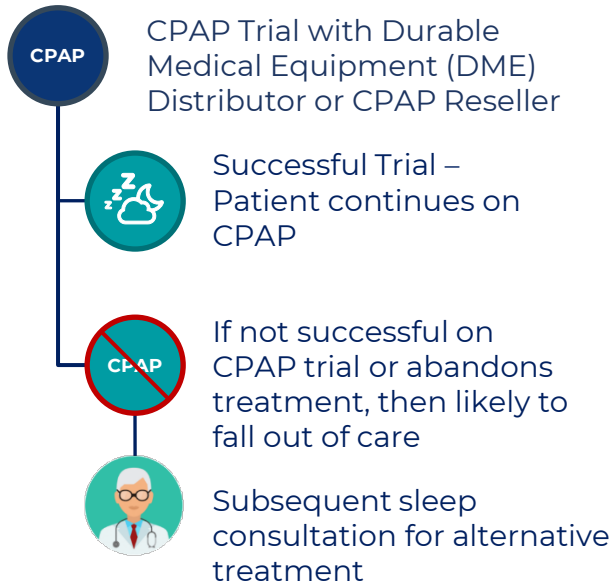 CPAP
CPAP Trial with Durable
Medical Equipment (DME)
Distributor or CPAP Reseller
z z z z
Successful Trial –
Patient continues on
CPAP
CPAP
If not successful on
CPAP trial or abandons
treatment, then likely to
fall out of care
Subsequent sleep
consultation for alternative
treatment